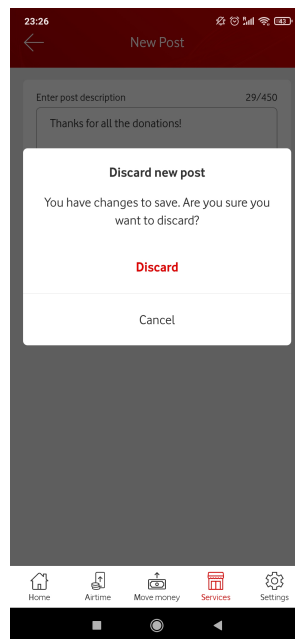 23:26
43
New Post
Enter post description 29/450
Thanks for all the donations!
Discard new post
You have changes to save. Are you sure you
want to discard?
Discard
Cancel
Home Airtime Move money Services Settings